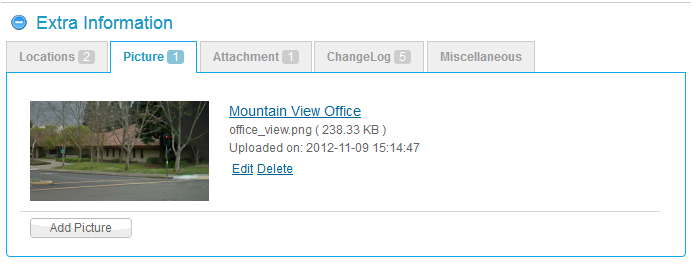 Extra Information
Locations 2 Picture 1 Attachment 1 ChangeLog 5 Miscellaneous
Mountain View Office
office_view.png ( 238.33 KB )
Uploaded on: 2012-11-09 15:14:47
Edit Delete
Add Picture